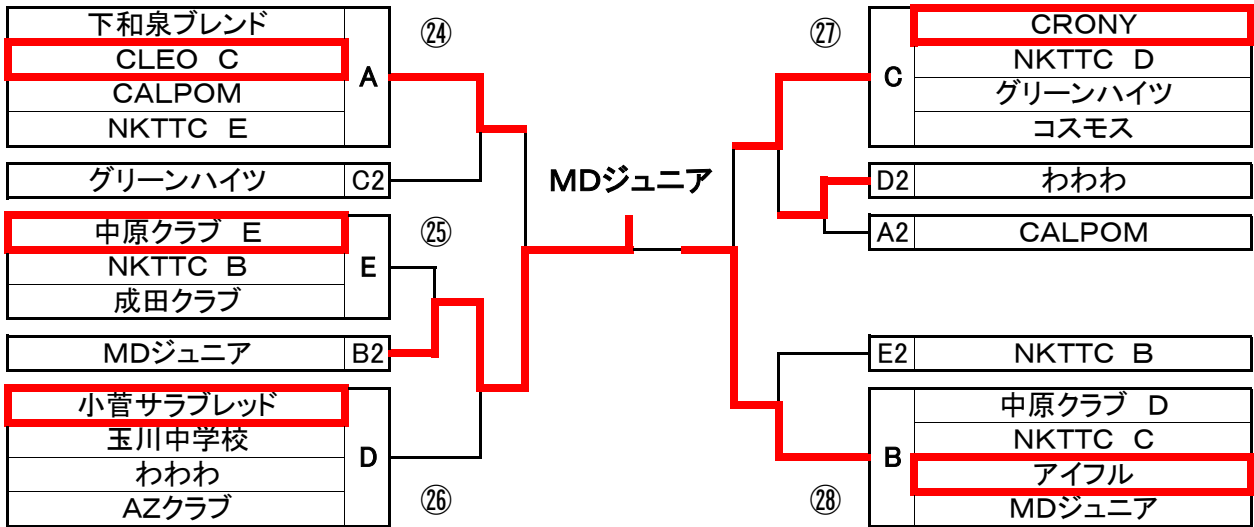 下和泉ブレンド
CLEO C
CALPOM
NKTTC E
A
㉔
グリーンハイツ C2
中原クラブ E
NKTTC B
成田クラブ
E
㉕
MDジュニア B2
小菅サラブレッド
玉川中学校
わわわ
AZクラブ
D
㉖
MDジュニア
㉗
C
CRONY
NKTTC D
グリーンハイツ
コスモス
D2 わわわ
A2 CALPOM
E2 NKTTC B
㉘
B
中原クラブ D
NKTTC C
アイフル
MDジュニア